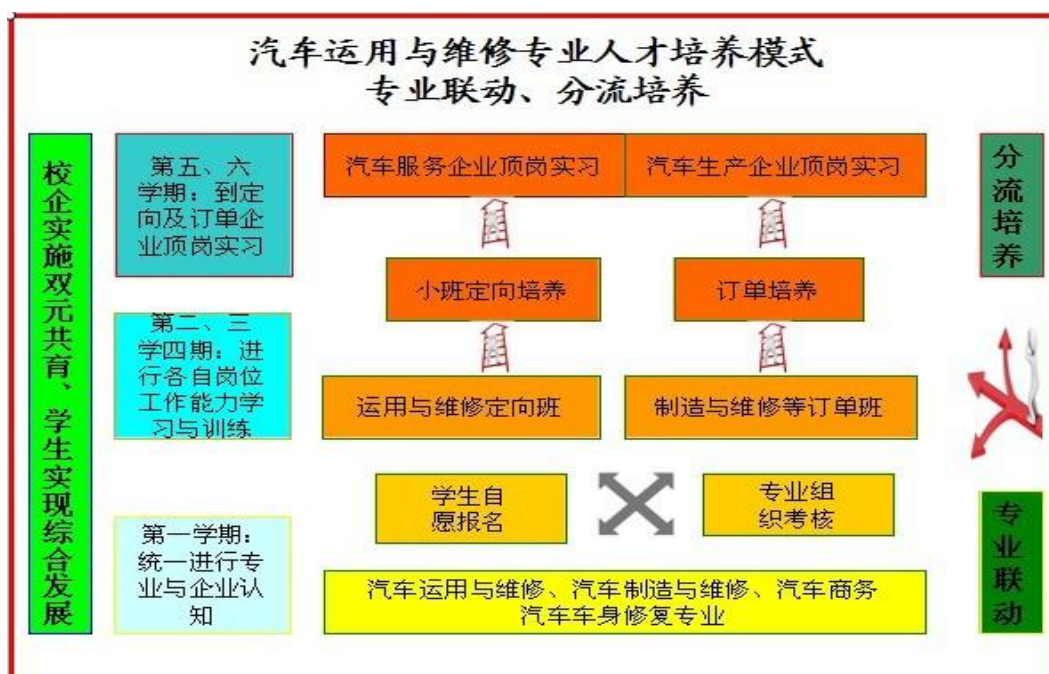 汽车运用与维修专业人才培养模式
专业联动、分流培养
校企实施双元共育、学生实现综合发展
第五、六
学期：到定
向及订单企
业顶岗实习
汽车服务企业顶岗实习
汽车生产企业顶岗实习
分流培养
小班定向培养
订单培养
第二、三
学四期：进
行各自岗位
工作能力学
习与训练
运用与维修定向班
制造与维修等订单班
学生自
愿报名
专业组
织考核
第一学期：
统一进行专
业与企业认
知
汽车运用与维修、汽车制造与维修、汽车商务
汽车车身修复专业
专业联动